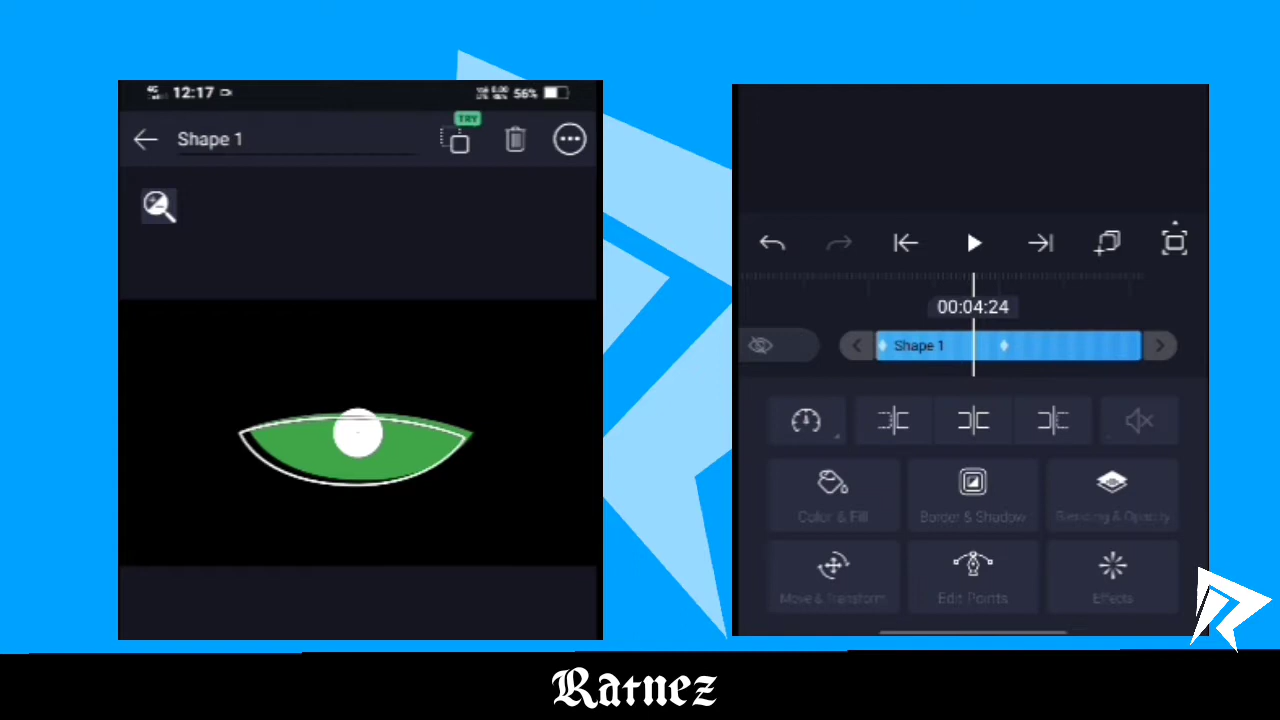 12:17
56%
TRY
Shape 1
00:04:24
Shape 1
Color & Fill
Border & Shadow
Blending & Opacity
Move & Transform
Edit Points
Effects
Ratnez